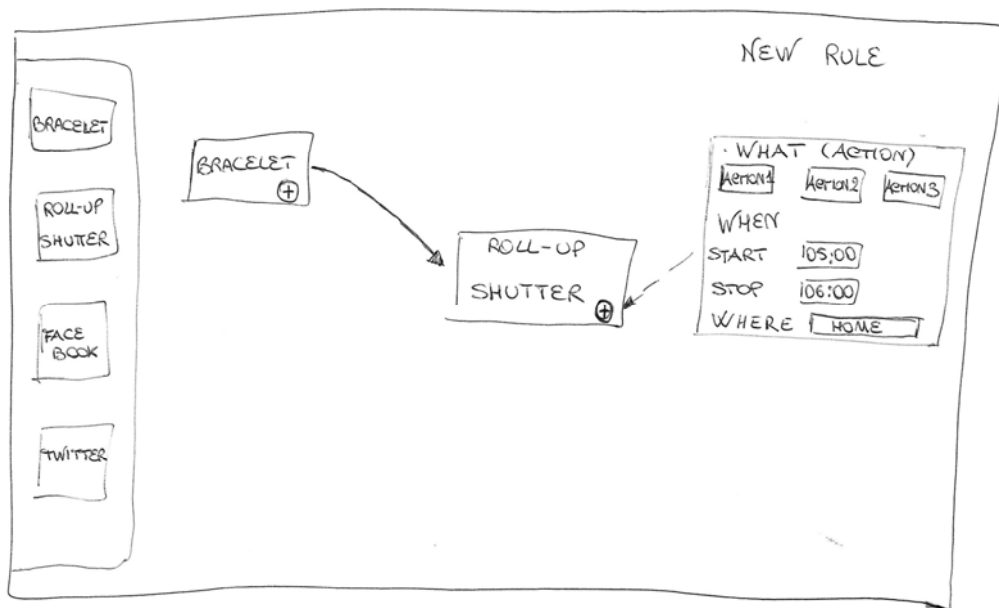 NEW RULE
BRACELET
ROLL-UP
SHUTTER
FACE
BOOK
TWITTER
BRACELET
+
ROLL-UP
SHUTTER
+
WHAT (ACTION)
ACTION1 ACTION2 ACTION3
WHEN
START 05:00
STOP 06:00
WHERE HOME